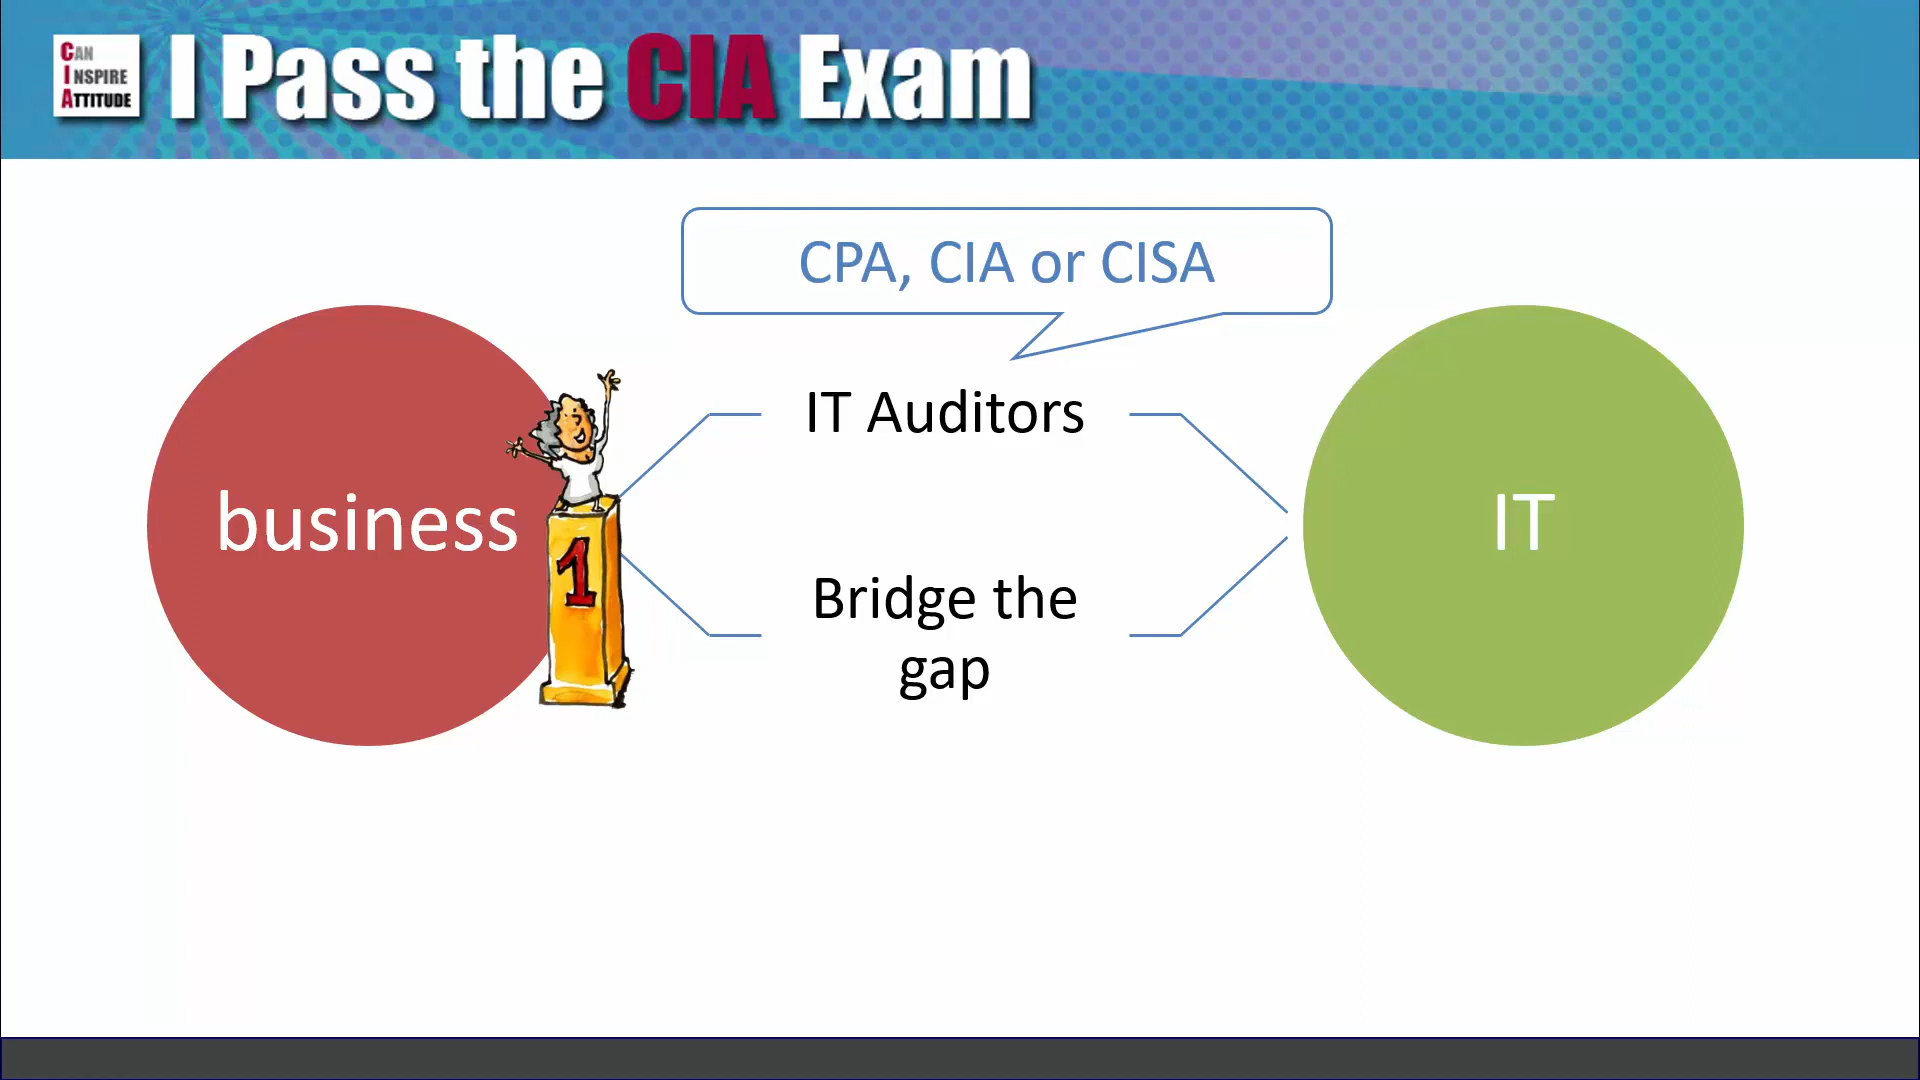 CAN
INSPIRE
ATTITUDE
I Pass the CIA Exam
CPA, CIA or CISA
IT Auditors
business
1
IT
Bridge the
gap